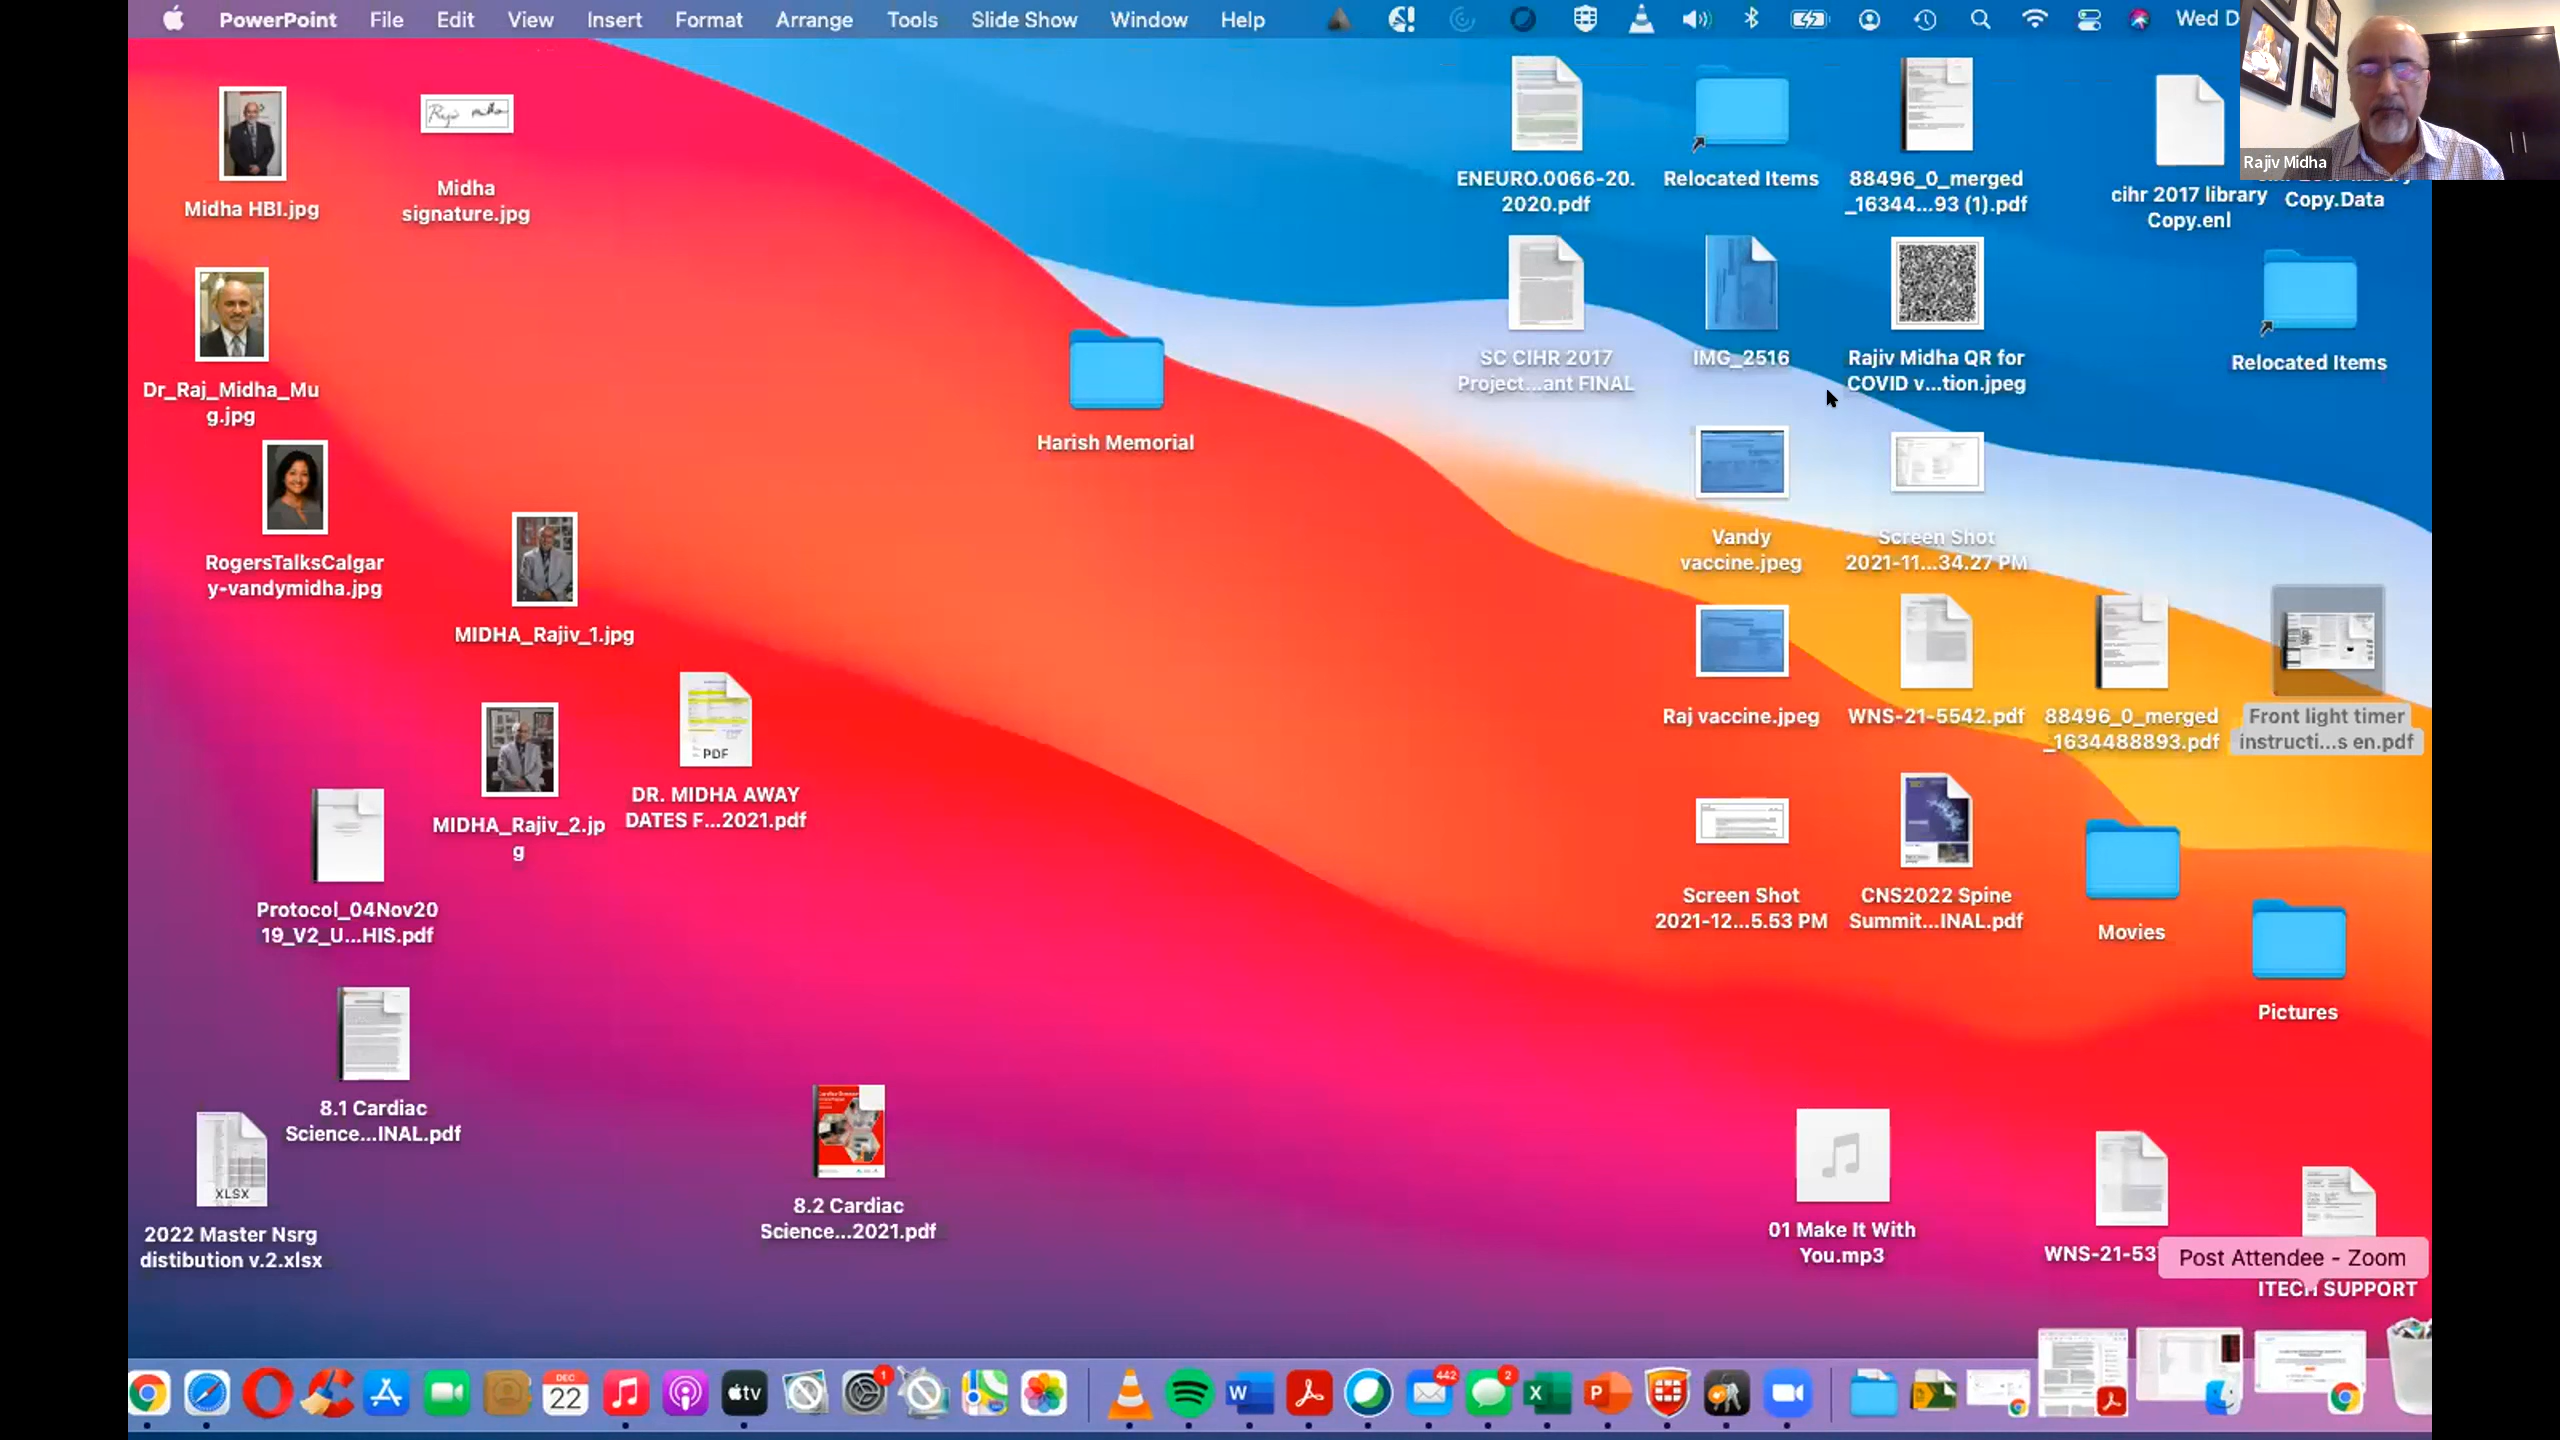 PowerPoint File Edit View Insert Format Arrange Tools Slide Show Window Help Wed D
Rajiv Midha
Midha HBI.jpg
Midha
signature.jpg
ENEURO.0066-20.
2020.pdf
Relocated Items
88496_0_merged
_16344...93 (1).pdf
cihr 2017 library
Copy.enl
Copy.Data
Dr_Raj_Midha_Mu
g.jpg
Harish Memorial
SC CIHR 2017
Project...ant FINAL
IMG_2516
Rajiv Midha QR for
COVID v...tion.jpeg
Relocated Items
RogersTalksCalgar
y-vandymidha.jpg
MIDHA_Rajiv_1.jpg
Vandy
vaccine.jpeg
Screen Shot
2021-11...34.27 PM
Raj vaccine.jpeg
WNS-21-5542.pdf
88496_0_merged
_1634488893.pdf
Front light timer
instructi...s en.pdf
MIDHA_Rajiv_2.jp
g
PDF
DR. MIDHA AWAY
DATES F...2021.pdf
Protocol_04Nov20
19_V2_U...HIS.pdf
Screen Shot
2021-12...5.53 PM
CNS2022 Spine
Summit...INAL.pdf
Movies
Pictures
8.1 Cardiac
Science...INAL.pdf
XLSX
2022 Master Nsrg
distibution v.2.xlsx
8.2 Cardiac
Science...2021.pdf
01 Make It With
You.mp3
WNS-21-53
Post Attendee - Zoom
ITECH SUPPORT
DEC
22
tv
1
442
2
W
X
P